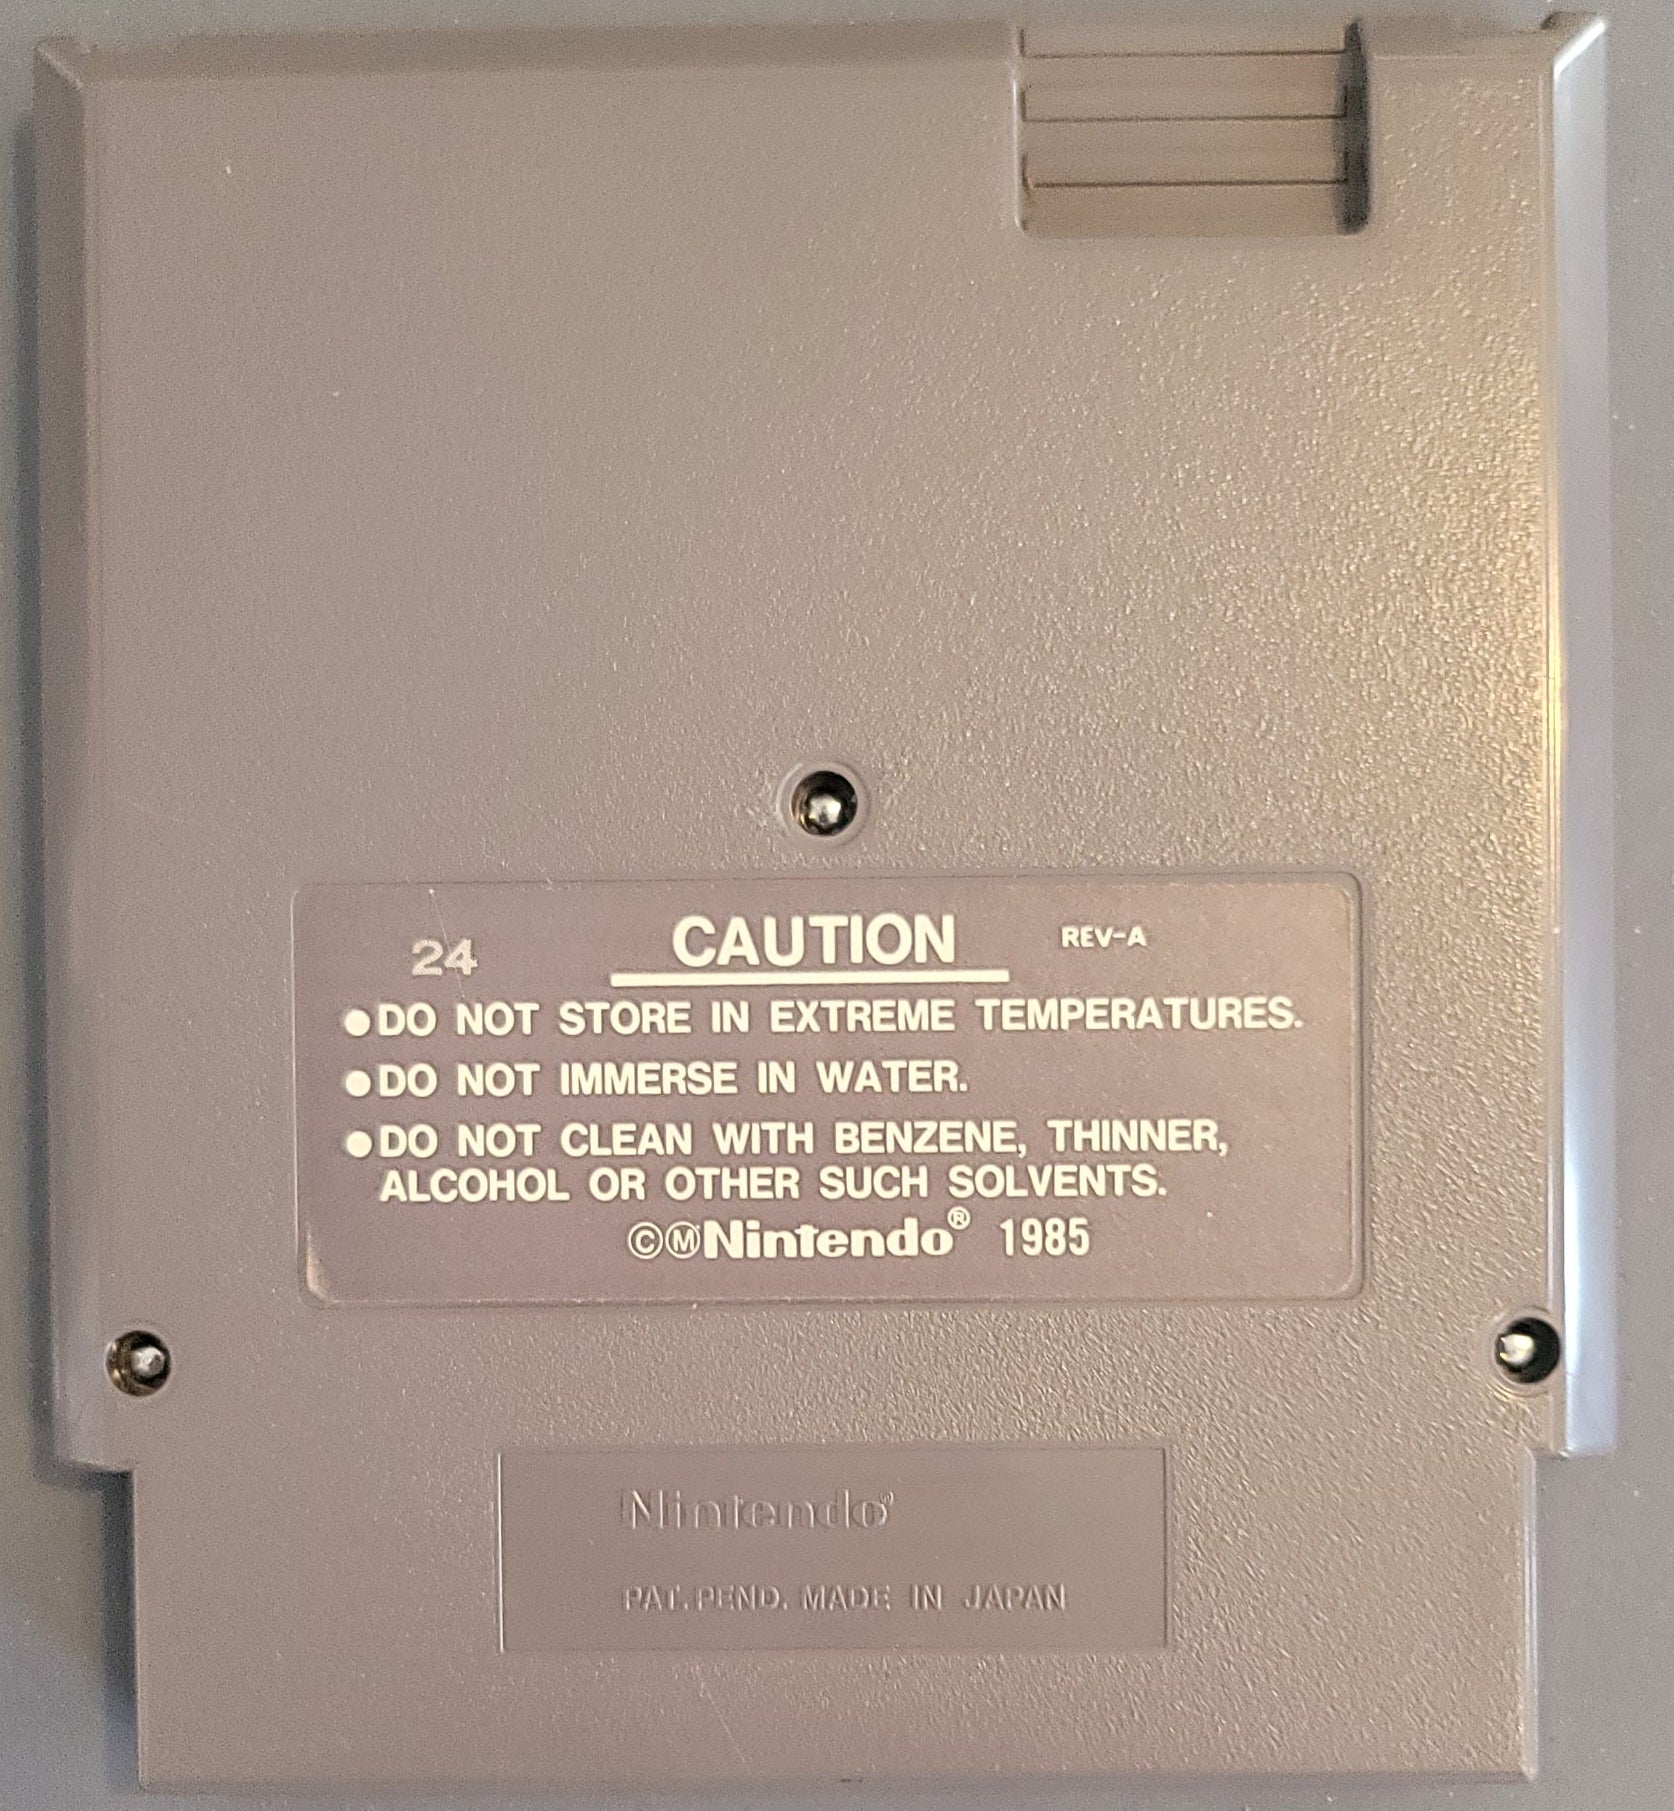 24 CAUTION REV-A
●DO NOT STORE IN EXTREME TEMPERATURES.
●DO NOT IMMERSE IN WATER.
●DO NOT CLEAN WITH BENZENE, THINNER,
ALCOHOL OR OTHER SUCH SOLVENTS.
©ⓂNintendo® 1985
Nintendo®
PAT. PEND. MADE IN JAPAN